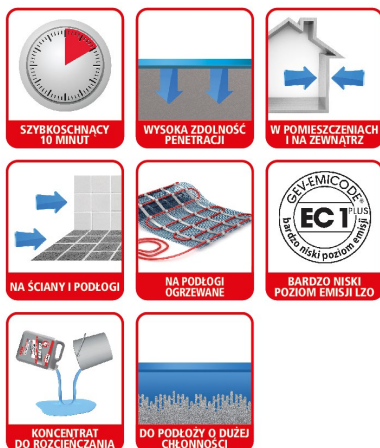 SZYBKOSCHNĄCY
10 MINUT
WYSOKA ZDOLNOŚĆ
PENETRACJI
W POMIESZCZENIACH
I NA ZEWNĄTRZ
NA ŚCIANY I PODŁOGI
NA PODŁOGI
OGRZEWANE
GEV-EMICODE®
EC 1 PLUS
bardzo niski poziom emisji
BARDZO NISKI
POZIOM EMISJI LZO
KONCENTRAT
DO ROZCIEŃCZANIA
DO PODŁOŻY O DUŻEJ
CHŁONNOŚCI